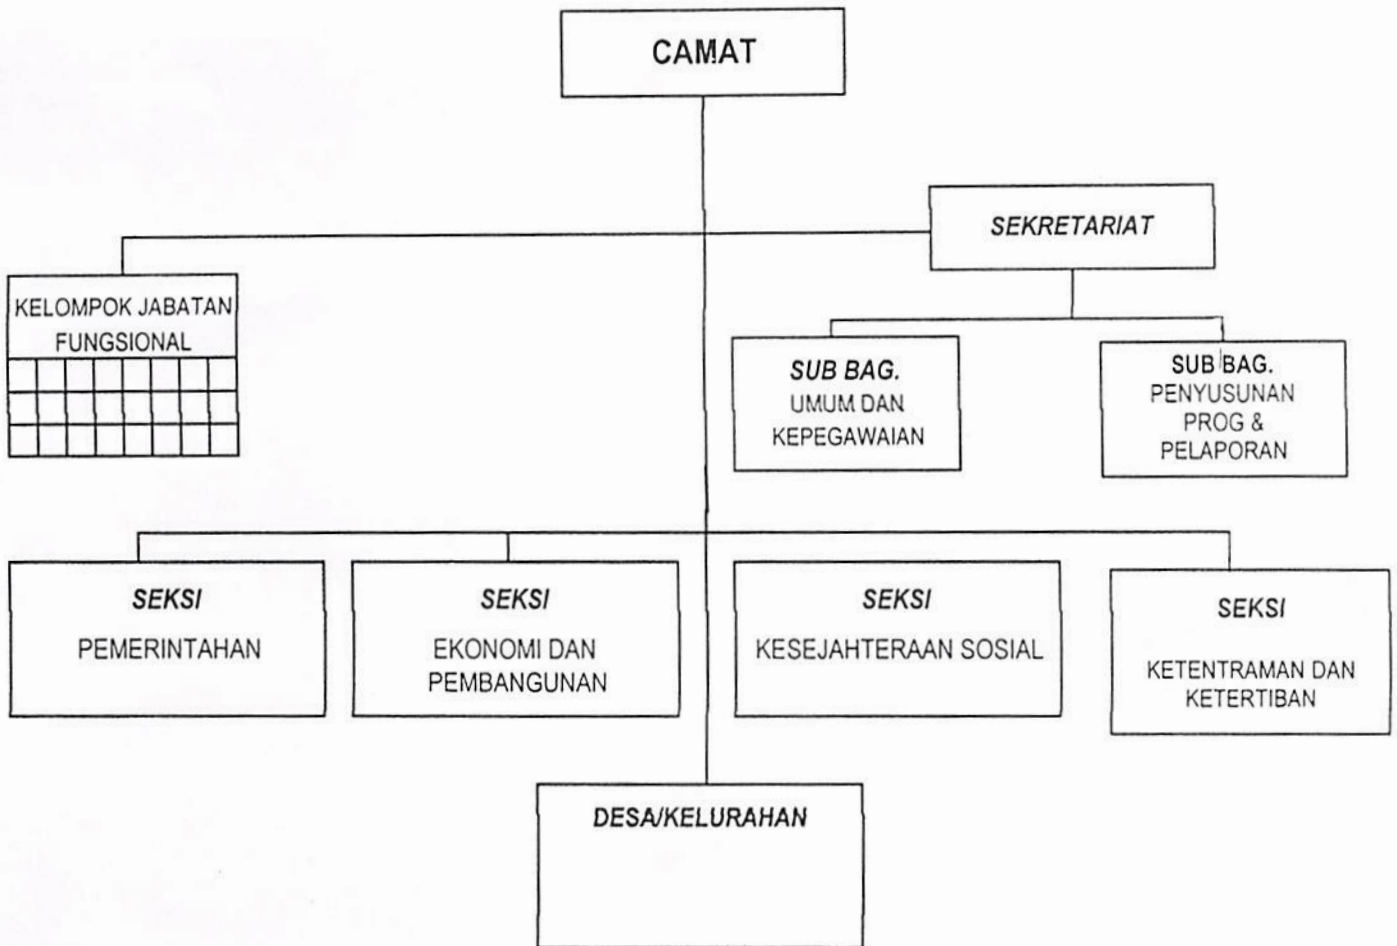 CAMAT
SEKRETARIAT
KELOMPOK JABATAN
FUNGSIONAL
SUB BAG.
UMUM DAN
KEPEGAWAIAN
SUB BAG.
PENYUSUNAN
PROG &
PELAPORAN
SEKSI
PEMERINTAHAN
SEKSI
EKONOMI DAN
PEMBANGUNAN
SEKSI
KESEJAHTERAAN SOSIAL
SEKSI
KETENTRAMAN DAN
KETERTIBAN
DESA/KELURAHAN